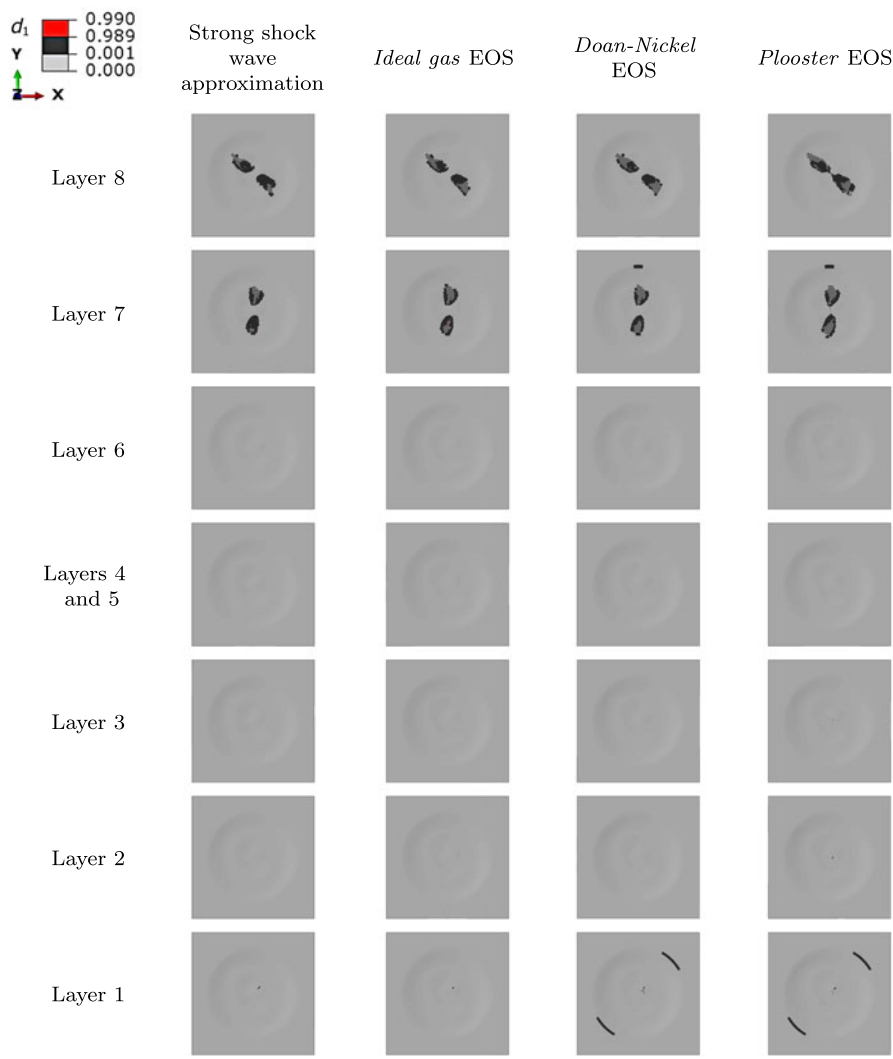 d1
0.990
0.989
0.001
0.000
Y
Z
X
Strong shock
wave
approximation
Ideal gas EOS
Doan-Nickel
EOS
Plooster EOS
Layer 8
Layer 7
Layer 6
Layers 4
and 5
Layer 3
Layer 2
Layer 1